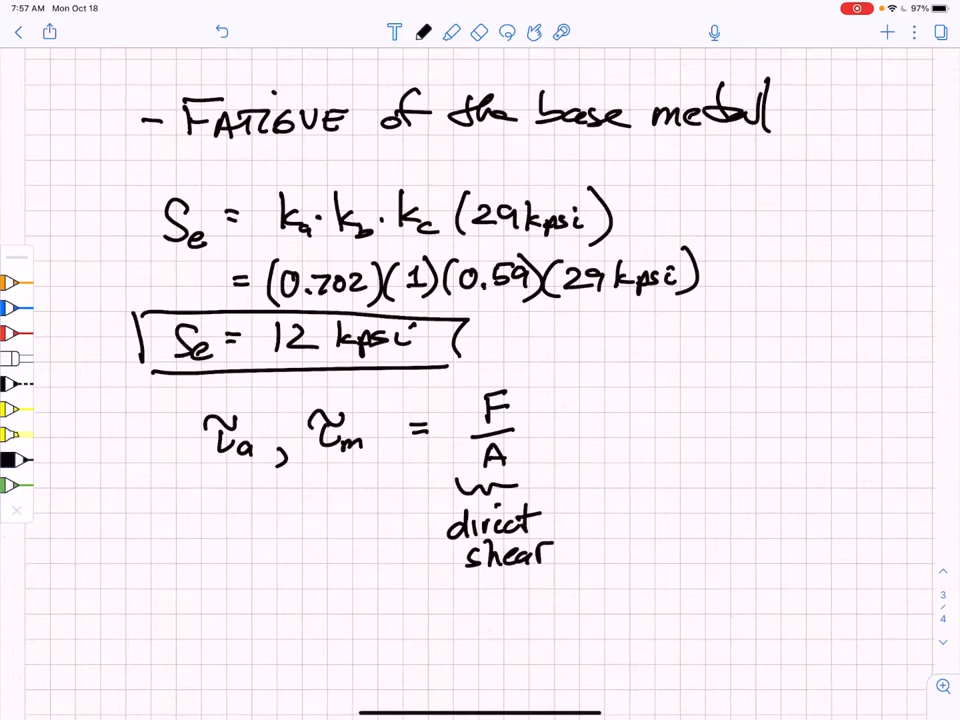 7:57 AM Mon Oct 18
97%
- FATIGUE of the base metal
Se = ka · kb · kc (29 kpsi)
= (0.702)(1)(0.59)(29 kpsi)
Se = 12 kpsi
τa, τm = F/A
direct
shear
3
/
4